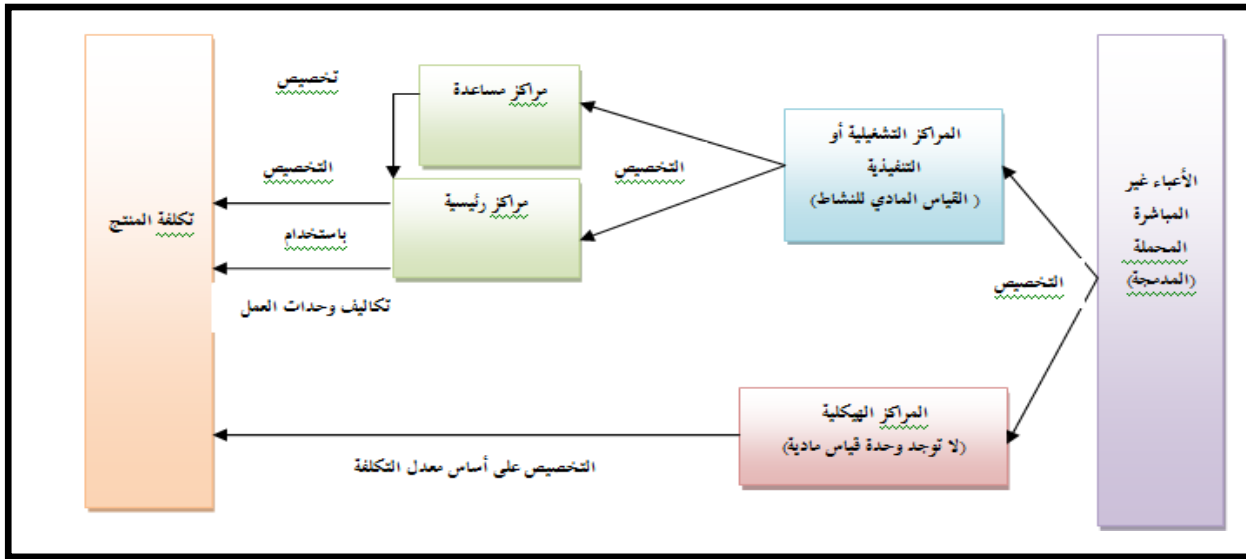 الأعباء غير
المباشرة
المحملة
(المدمجة)
التخصيص
المراكز التشغيلية أو
التنفيذية
( القياس المادي للنشاط)
المراكز الهيكلية
(لا توجد وحدة قياس مادية)
التخصيص
مراكز مساعدة
مراكز رئيسية
تخصيص
التخصيص
باستخدام
تكاليف وحدات العمل
التخصيص على أساس معدل التكلفة
تكلفة المنتج